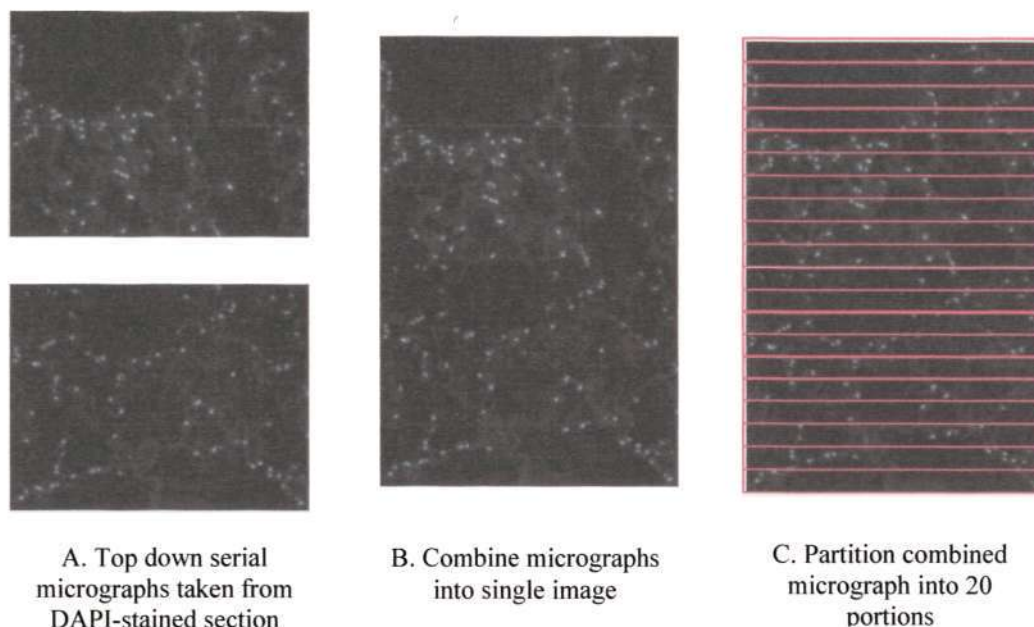 A. Top down serial
micrographs taken from
DAPI-stained section
B. Combine micrographs
into single image
C. Partition combined
micrograph into 20
portions